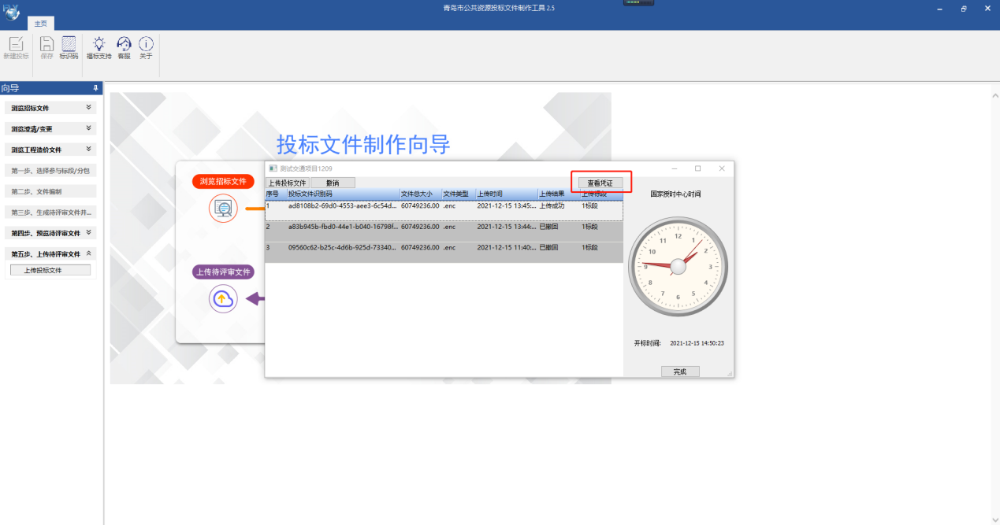 青岛市公共资源投标文件制作工具 2.5
主页
新建投标
保存
标识码
福标支持
客服
关于
向导
浏览招标文件
浏览澄清/变更
浏览工程造价文件
第一步、选择参与标段/分包
第二步、文件编制
第三步、生成待评审文件并...
第四步、预览待评审文件
第五步、上传待评审文件
上传投标文件
投标文件制作向导
浏览招标文件
上传待评审文件
测试交通项目1209
上传投标文件 撤销 查看凭证
序号 投标文件识别码 文件总大小 文件类型 上传时间 上传结果 上传标段
1 ad8108b2-69d0-4553-aee3-6c54d... 60749236.00 .enc 2021-12-15 13:45:... 上传成功 1标段
2 a83b945b-fbd0-44e1-b040-16798f... 60749236.00 .enc 2021-12-15 13:44:... 已撤回 1标段
3 09560c62-b25c-4d6b-925d-73340... 60749236.00 .enc 2021-12-15 11:40:... 已撤回 1标段
国家授时中心时间
12
1
2
3
4
5
6
7
8
9
10
11
开标时间: 2021-12-15 14:50:23
完成